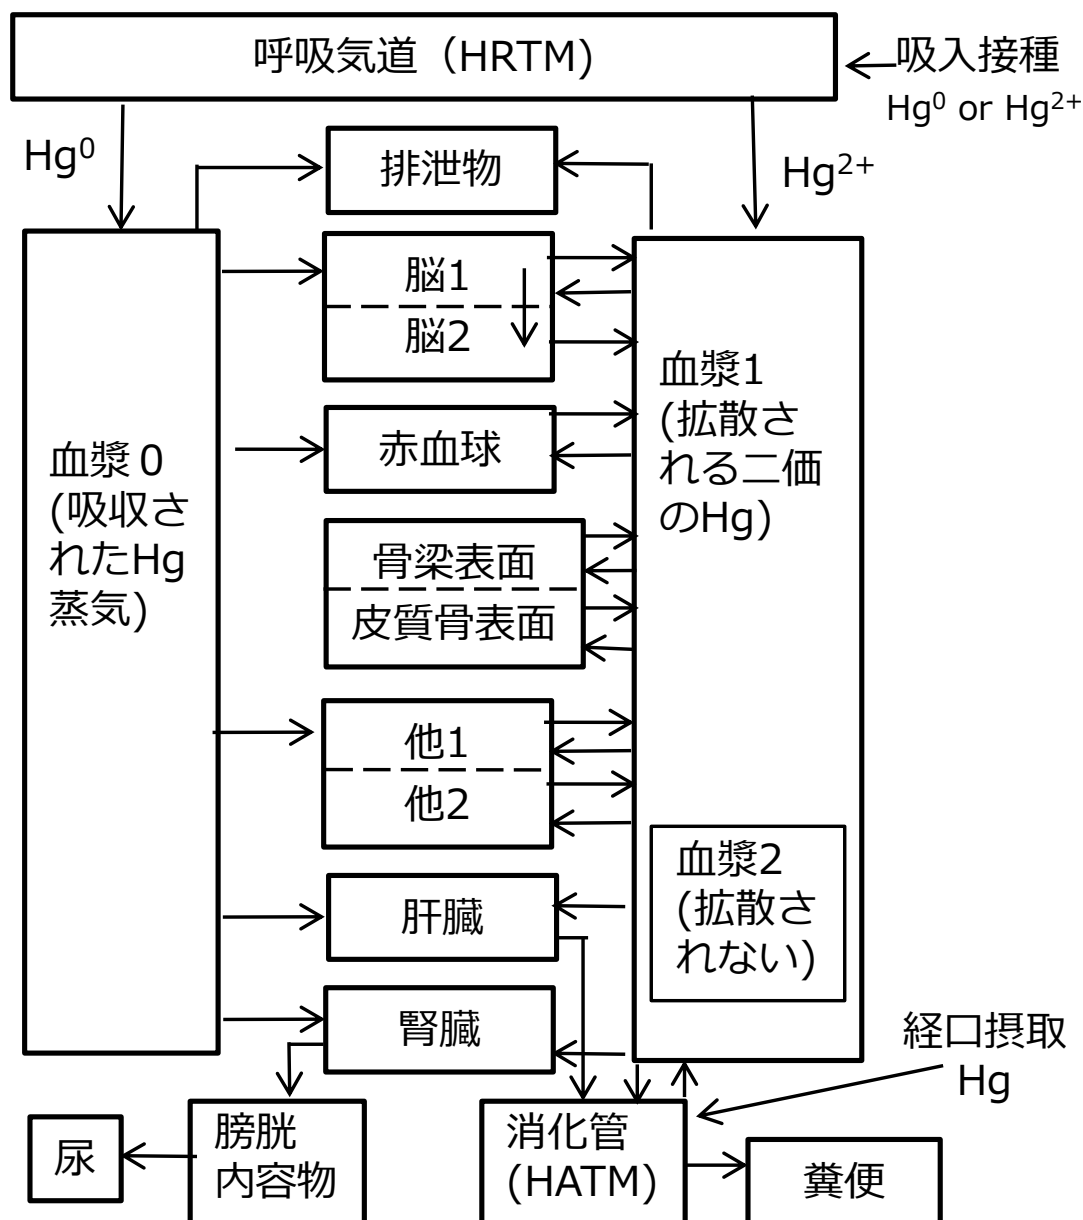 呼吸気道（HRTM)
吸入接種
Hg⁰ or Hg²⁺
Hg⁰
Hg²⁺
排泄物
脳1
脳2
赤血球
骨梁表面
皮質骨表面
他1
他2
肝臓
腎臓
血漿０
(吸収さ
れたHg
蒸気)
血漿1
(拡散さ
れる二価
のHg)
血漿2
(拡散さ
れない)
経口摂取
Hg
尿
膀胱
内容物
消化管
(HATM)
糞便